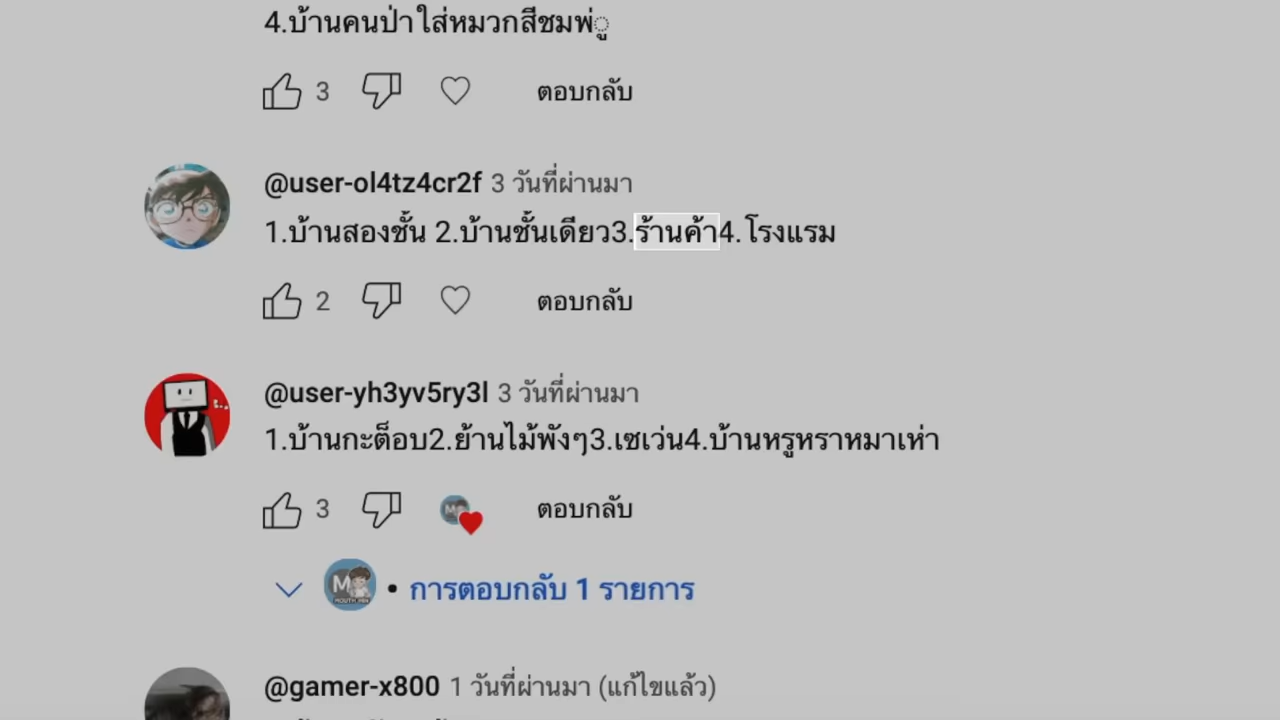 4.บ้านคนป่าใส่หมวกสีชมพู่
3 ตอบกลับ
@user-ol4tz4cr2f 3 วันที่ผ่านมา
1.บ้านสองชั้น 2.บ้านชั้นเดียว3.ร้านค้า4.โรงแรม
2 ตอบกลับ
@user-yh3yv5ry3l 3 วันที่ผ่านมา
1.บ้านกะต็อบ2.ย้านไม้พังๆ3.เซเว่น4.บ้านหรูหราหมาเห่า
3 ตอบกลับ
• การตอบกลับ 1 รายการ
@gamer-x800 1 วันที่ผ่านมา (แก้ไขแล้ว)